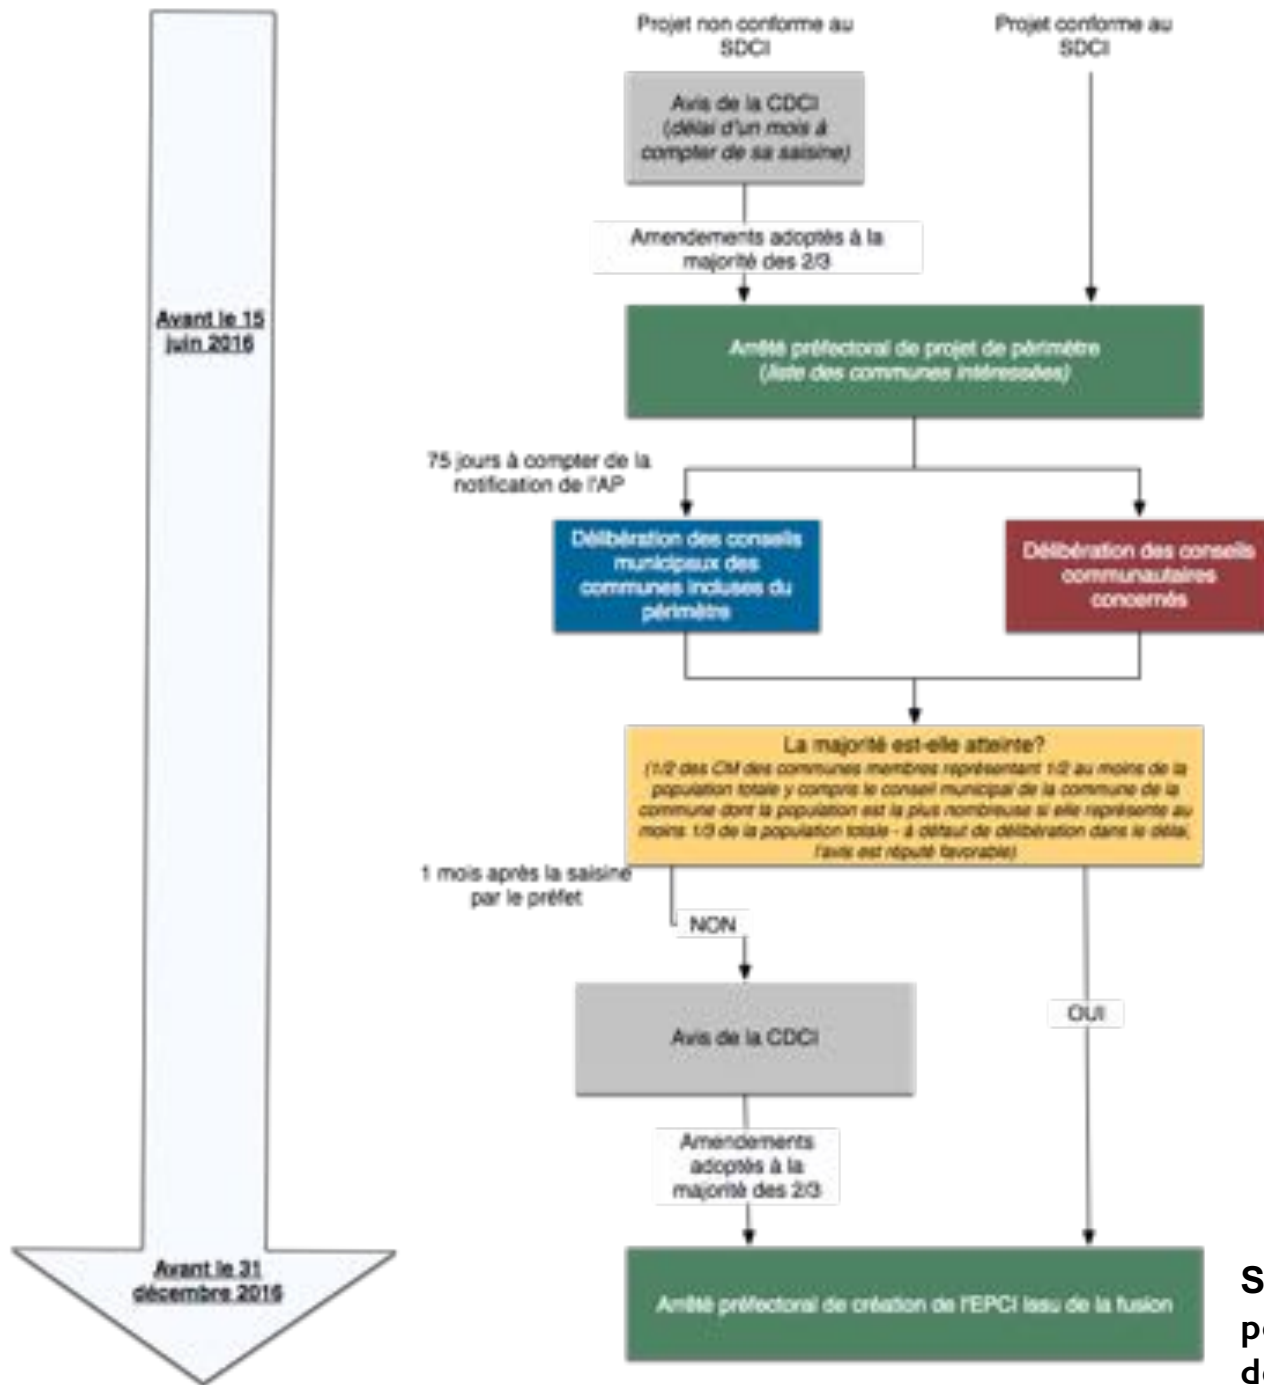 Projet non conforme au
SDCI
Projet conforme au
SDCI
Avis de la CDCI
(délai d'un mois à
compter de sa saisine)
Amendements adoptés à la
majorité des 2/3
Avant le 15
juin 2016
Arrêté préfectoral de projet de périmètre
(liste des communes intéressées)
75 jours à compter de la
notification de l'AP
Délibération des conseils
municipaux des
communes incluses du
périmètre
Délibération des conseils
communautaires
concernés
La majorité est-elle atteinte?
(1/2 des CM des communes membres représentant 1/2 au moins de la
population totale y compris le conseil municipal de la commune de la
commune dont la population est la plus nombreuse si elle représente au
moins 1/3 de la population totale - à défaut de délibération dans le délai,
l'avis est réputé favorable)
1 mois après la saisine
par le préfet
NON
OUI
Avis de la CDCI
Amendements
adoptés à la
majorité des 2/3
Avant le 31
décembre 2016
Arrêté préfectoral de création de l'EPCI issu de la fusion